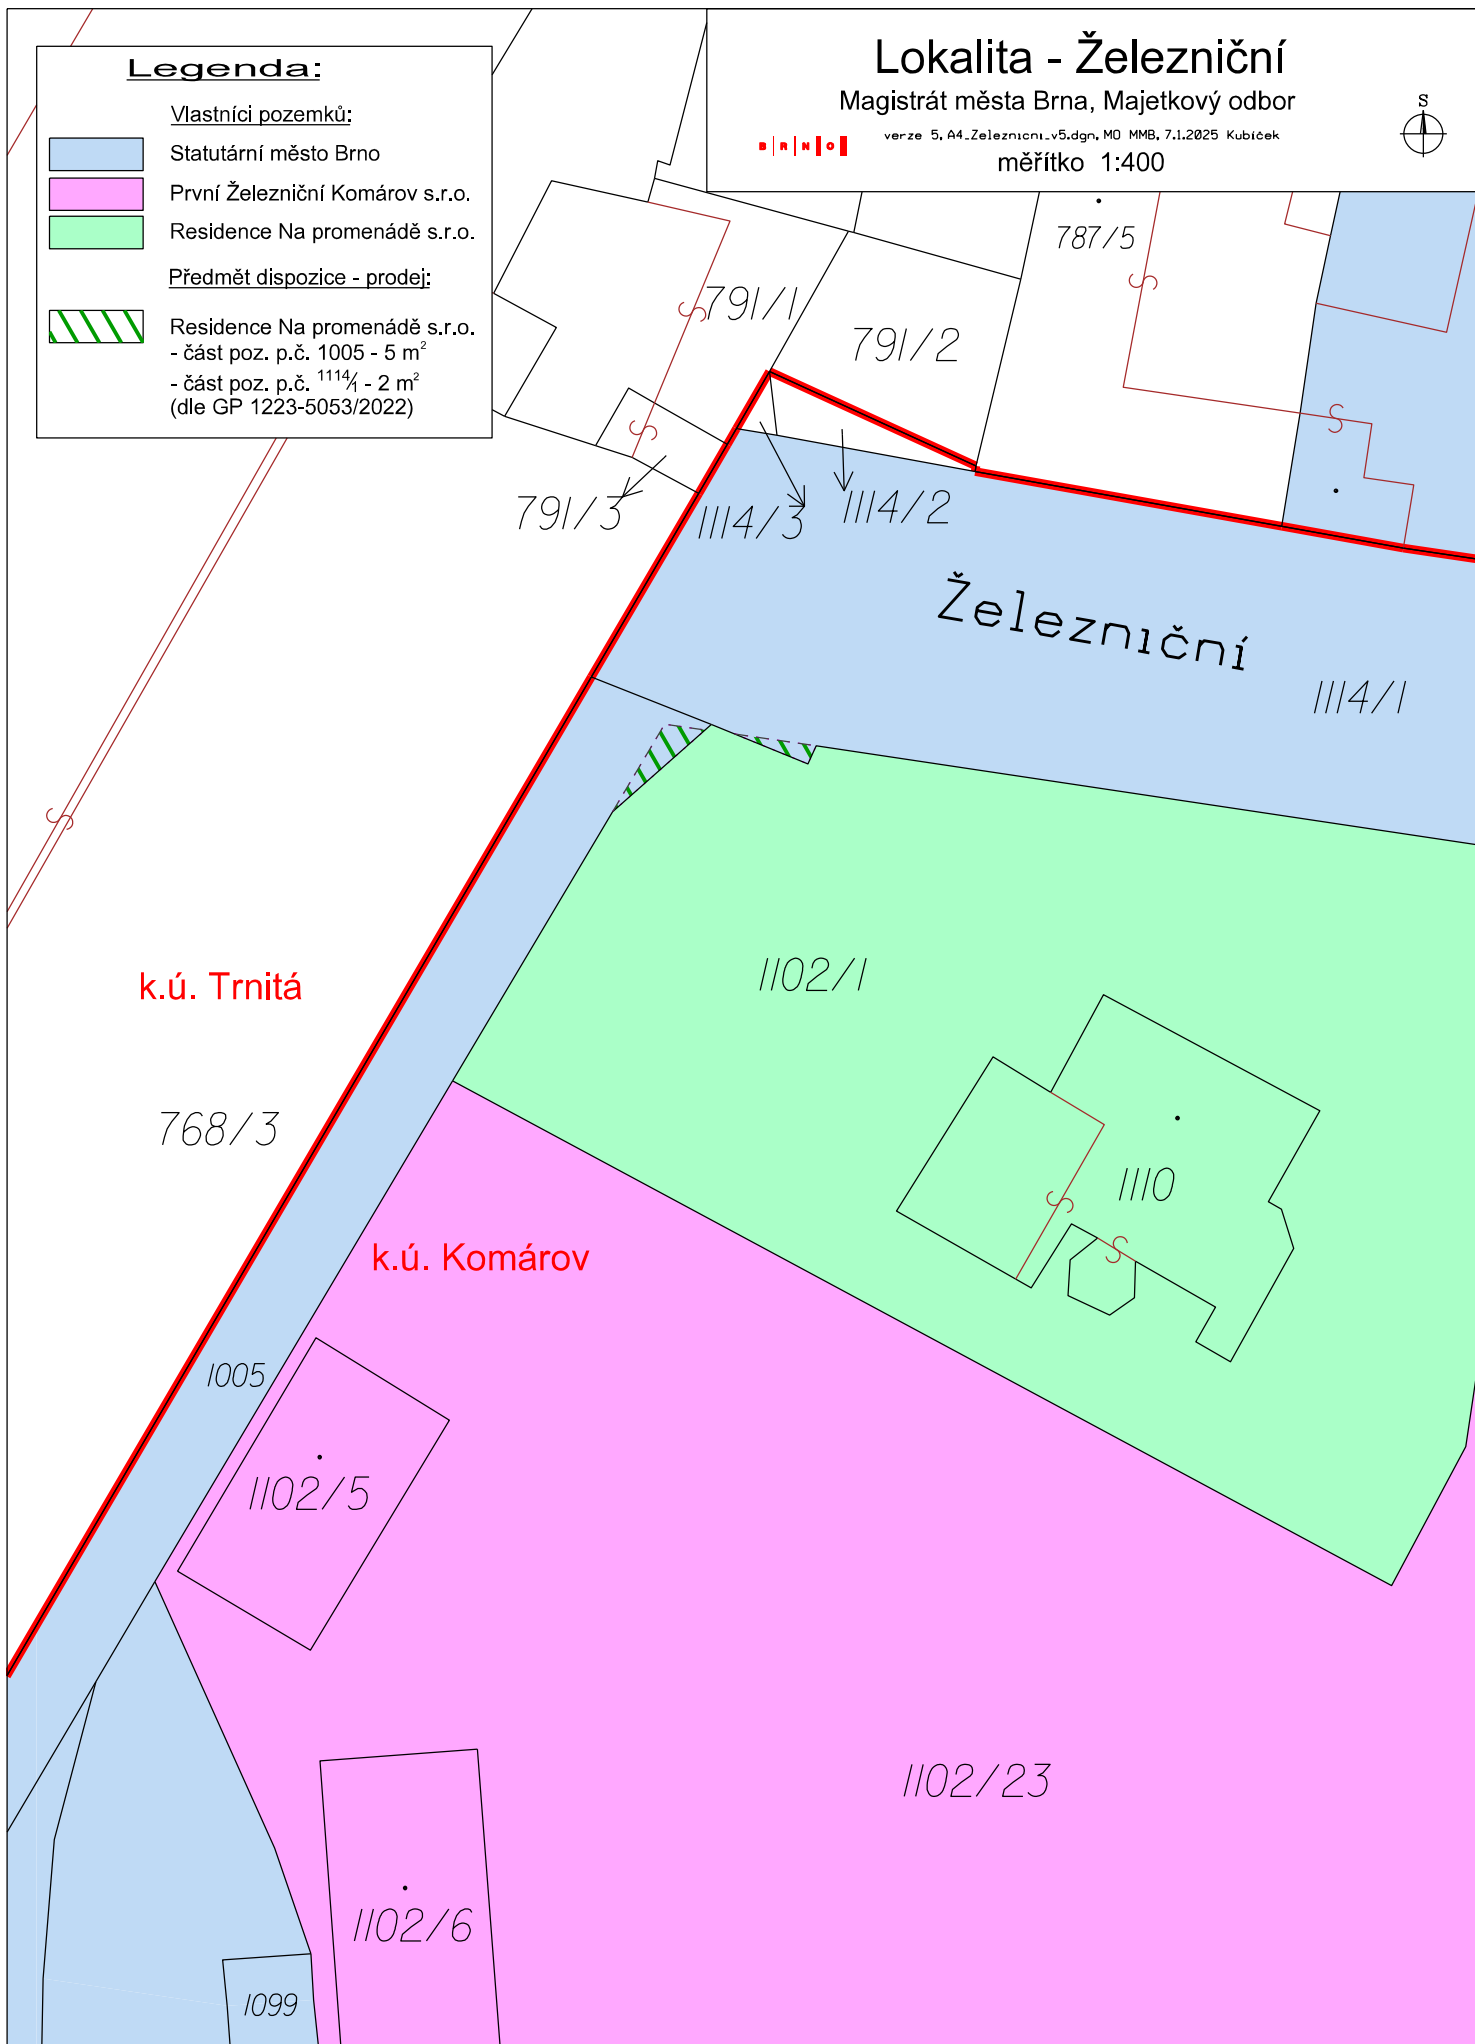 Legenda:
Vlastníci pozemků:
Statutární město Brno
První Železniční Komárov s.r.o.
Residence Na promenádě s.r.o.
Předmět dispozice - prodej:
Residence Na promenádě s.r.o.
- část poz. p.č. 1005 - 5 m²
- část poz. p.č. 1114/1 - 2 m²
(dle GP 1223-5053/2022)
Lokalita - Železniční
Magistrát města Brna, Majetkový odbor
verze 5, A4_Zeleznicni_v5.dgn, MO MMB, 7.1.2025 Kubíček
BRNO
měřítko 1:400
S
787/5
791/1
791/2
791/3
1114/3
1114/2
Železniční
1114/1
k.ú. Trnitá
1102/1
768/3
1110
k.ú. Komárov
1005
1102/5
1102/23
1102/6
1099